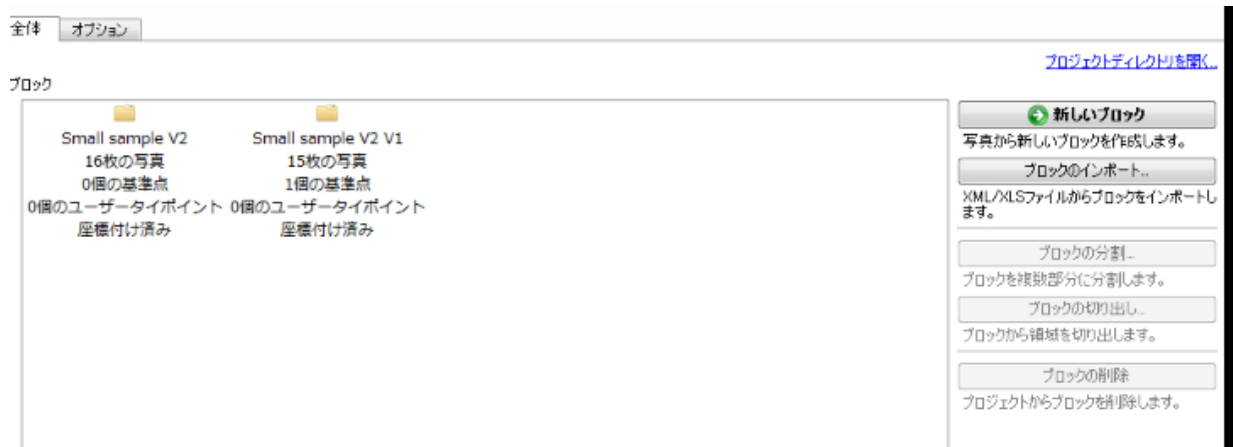 全体 オプション
プロジェクトディレクトリを開く...
ブロック
Small sample V2 Small sample V2 V1
16枚の写真 15枚の写真
0個の基準点 1個の基準点
0個のユーザータイポイント 0個のユーザータイポイント
座標付け済み 座標付け済み
新しいブロック
写真から新しいブロックを作成します。
ブロックのインポート...
XML/XLSファイルからブロックをインポートし
ます。
ブロックの分割...
ブロックを複数部分に分割します。
ブロックの切り出し...
ブロックから領域を切り出します。
ブロックの削除
プロジェクトからブロックを削除します。